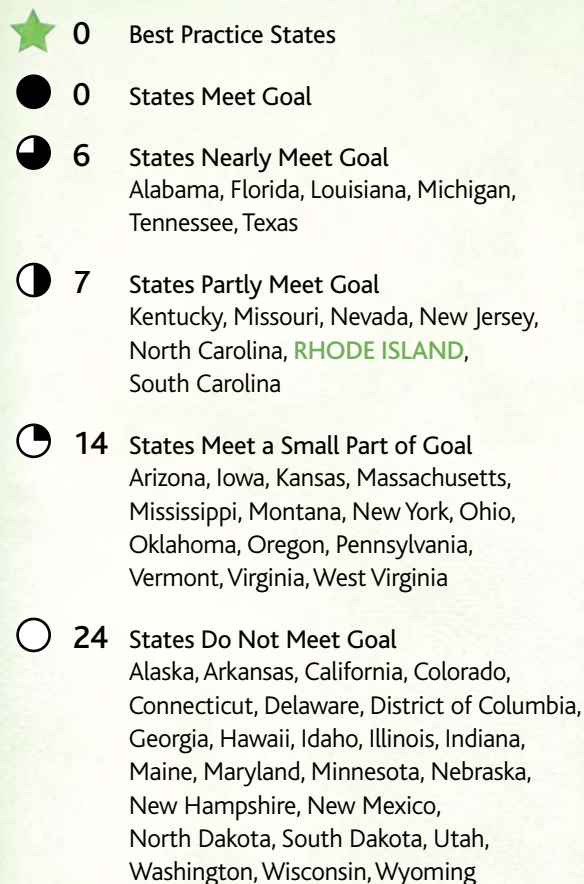 0 Best Practice States
0 States Meet Goal
6 States Nearly Meet Goal
Alabama, Florida, Louisiana, Michigan,
Tennessee, Texas
7 States Partly Meet Goal
Kentucky, Missouri, Nevada, New Jersey,
North Carolina, RHODE ISLAND,
South Carolina
14 States Meet a Small Part of Goal
Arizona, Iowa, Kansas, Massachusetts,
Mississippi, Montana, New York, Ohio,
Oklahoma, Oregon, Pennsylvania,
Vermont, Virginia, West Virginia
24 States Do Not Meet Goal
Alaska, Arkansas, California, Colorado,
Connecticut, Delaware, District of Columbia,
Georgia, Hawaii, Idaho, Illinois, Indiana,
Maine, Maryland, Minnesota, Nebraska,
New Hampshire, New Mexico,
North Dakota, South Dakota, Utah,
Washington, Wisconsin, Wyoming